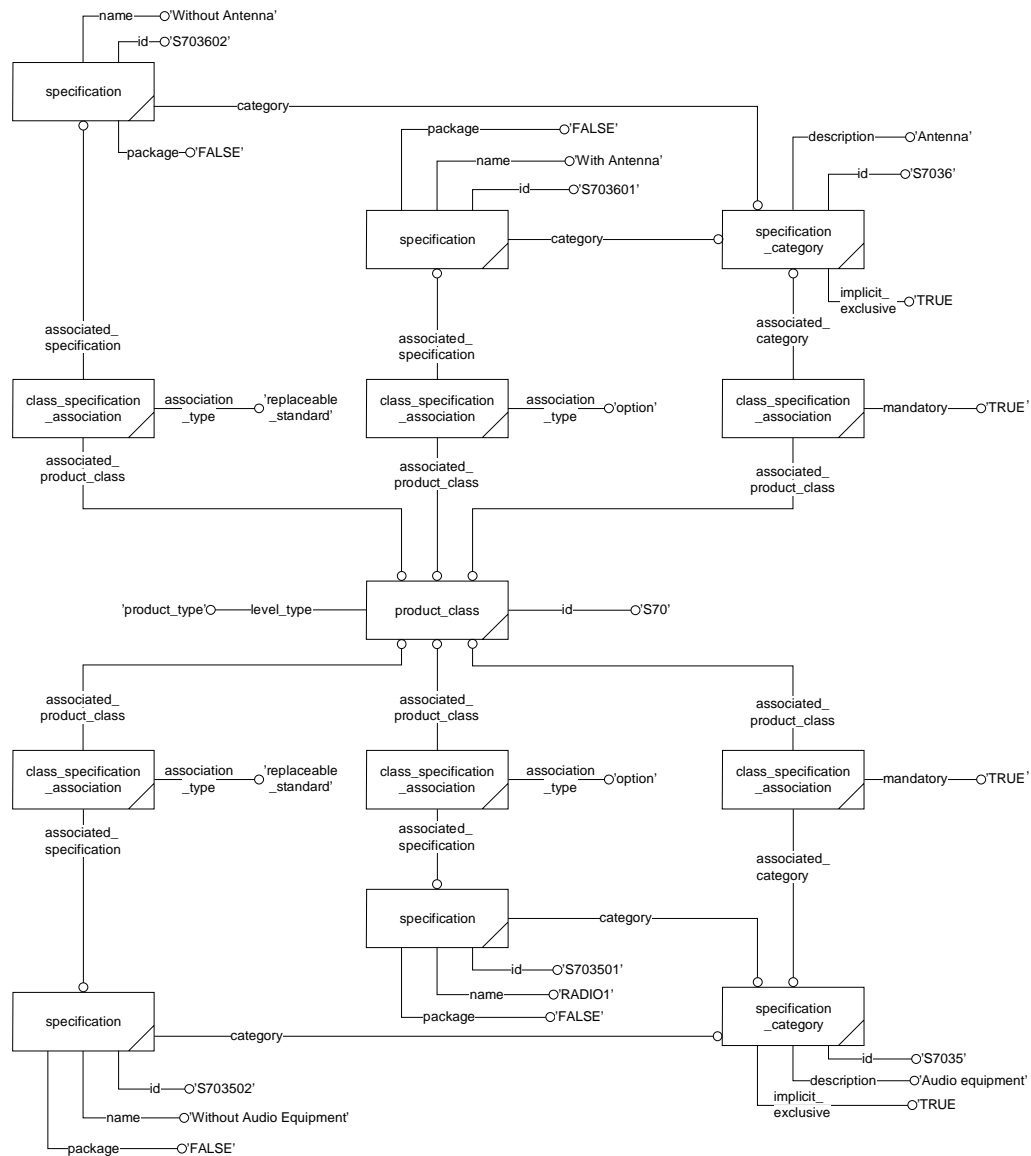 name 'Without Antenna'
id 'S703602'
specification
category
package 'FALSE'
package 'FALSE'
name 'With Antenna'
id 'S703601'
description 'Antenna'
id 'S7036'
specification
category
specification
_category
implicit_
exclusive 'TRUE
associated_
specification
associated_
specification
associated_
category
class_specification
_association
association
_type
'replaceable
_standard'
class_specification
_association
association
_type
'option'
class_specification
_association
mandatory 'TRUE'
associated_
product_class
associated_
product_class
associated_
product_class
'product_type' level_type product_class id 'S70'
associated_
product_class
associated_
product_class
associated_
product_class
class_specification
_association
association
_type
'replaceable
_standard'
class_specification
_association
association
_type
'option'
class_specification
_association
mandatory 'TRUE'
associated_
specification
associated_
specification
associated_
category
specification
category
id 'S703501'
name 'RADIO1'
package 'FALSE'
specification
category
specification
_category
id 'S7035'
description 'Audio equipment'
implicit_
exclusive 'TRUE
id 'S703502'
name 'Without Audio Equipment'
package 'FALSE'